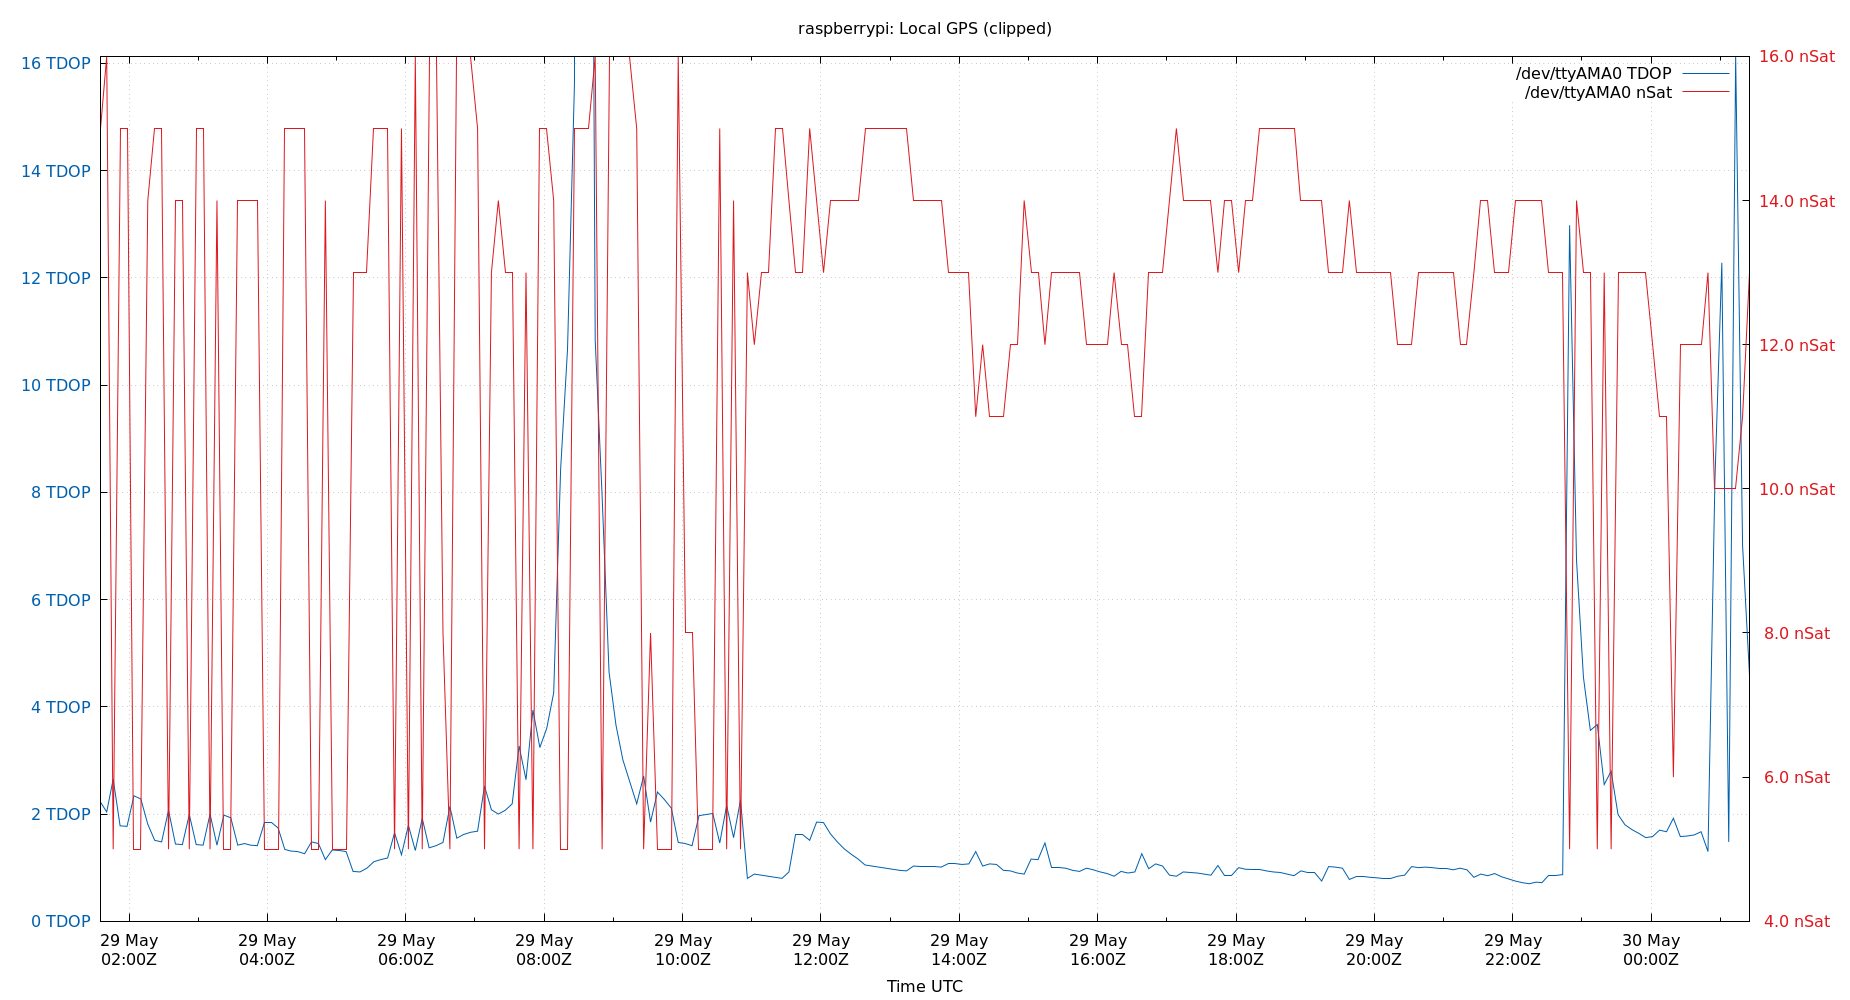 raspberrypi: Local GPS (clipped)
16 TDOP
14 TDOP
12 TDOP
10 TDOP
8 TDOP
6 TDOP
4 TDOP
2 TDOP
0 TDOP
16.0 nSat
14.0 nSat
12.0 nSat
10.0 nSat
8.0 nSat
6.0 nSat
4.0 nSat
/dev/ttyAMA0 TDOP
/dev/ttyAMA0 nSat
29 May
02:00Z
29 May
04:00Z
29 May
06:00Z
29 May
08:00Z
29 May
10:00Z
29 May
12:00Z
29 May
14:00Z
29 May
16:00Z
29 May
18:00Z
29 May
20:00Z
29 May
22:00Z
30 May
00:00Z
Time UTC